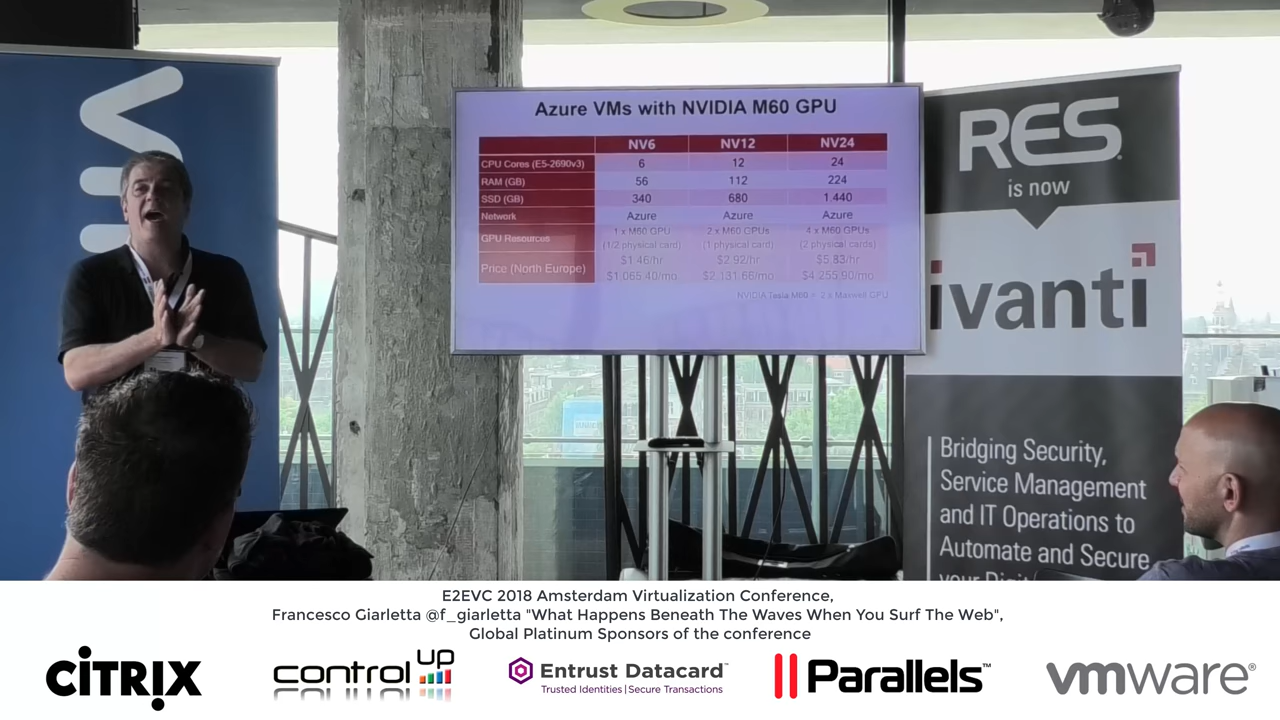 Azure VMs with NVIDIA M60 GPU
NV6 NV12 NV24
CPU Cores (E5-2690v3) 6 12 24
RAM (GB) 56 112 224
SSD (GB) 340 680 1.440
Network Azure Azure Azure
GPU Resources 1 x M60 GPU (1/2 physical card) 2 x M60 GPUs (1 physical card) 4 x M60 GPUs (2 physical cards)
Price (North Europe) $1.46/hr $2.92/hr $5.83/hr
$1,065.40/mo $2,131.66/mo $4,255.90/mo
NVIDIA Tesla M60 = 2 x Maxwell GPU
RES
is now
ivanti
Bridging Security,
Service Management
and IT Operations to
Automate and Secure
E2EVC 2018 Amsterdam Virtualization Conference,
Francesco Giarletta @f_giarletta "What Happens Beneath The Waves When You Surf The Web",
Global Platinum Sponsors of the conference
CITRIX
control UP
Entrust Datacard™
Trusted Identities | Secure Transactions
Parallels™
vmware®